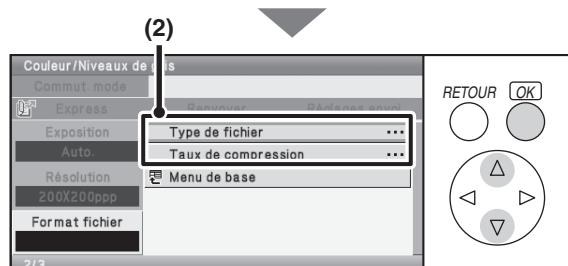 (2)
Couleur/Niveaux de gris
Commut. mode
Express Renvoyer Réglages envoi
Exposition
Auto.
Type de fichier ...
Taux de compression ...
Résolution
200X200ppp
Menu de base
Format fichier
2/3
RETOUR OK